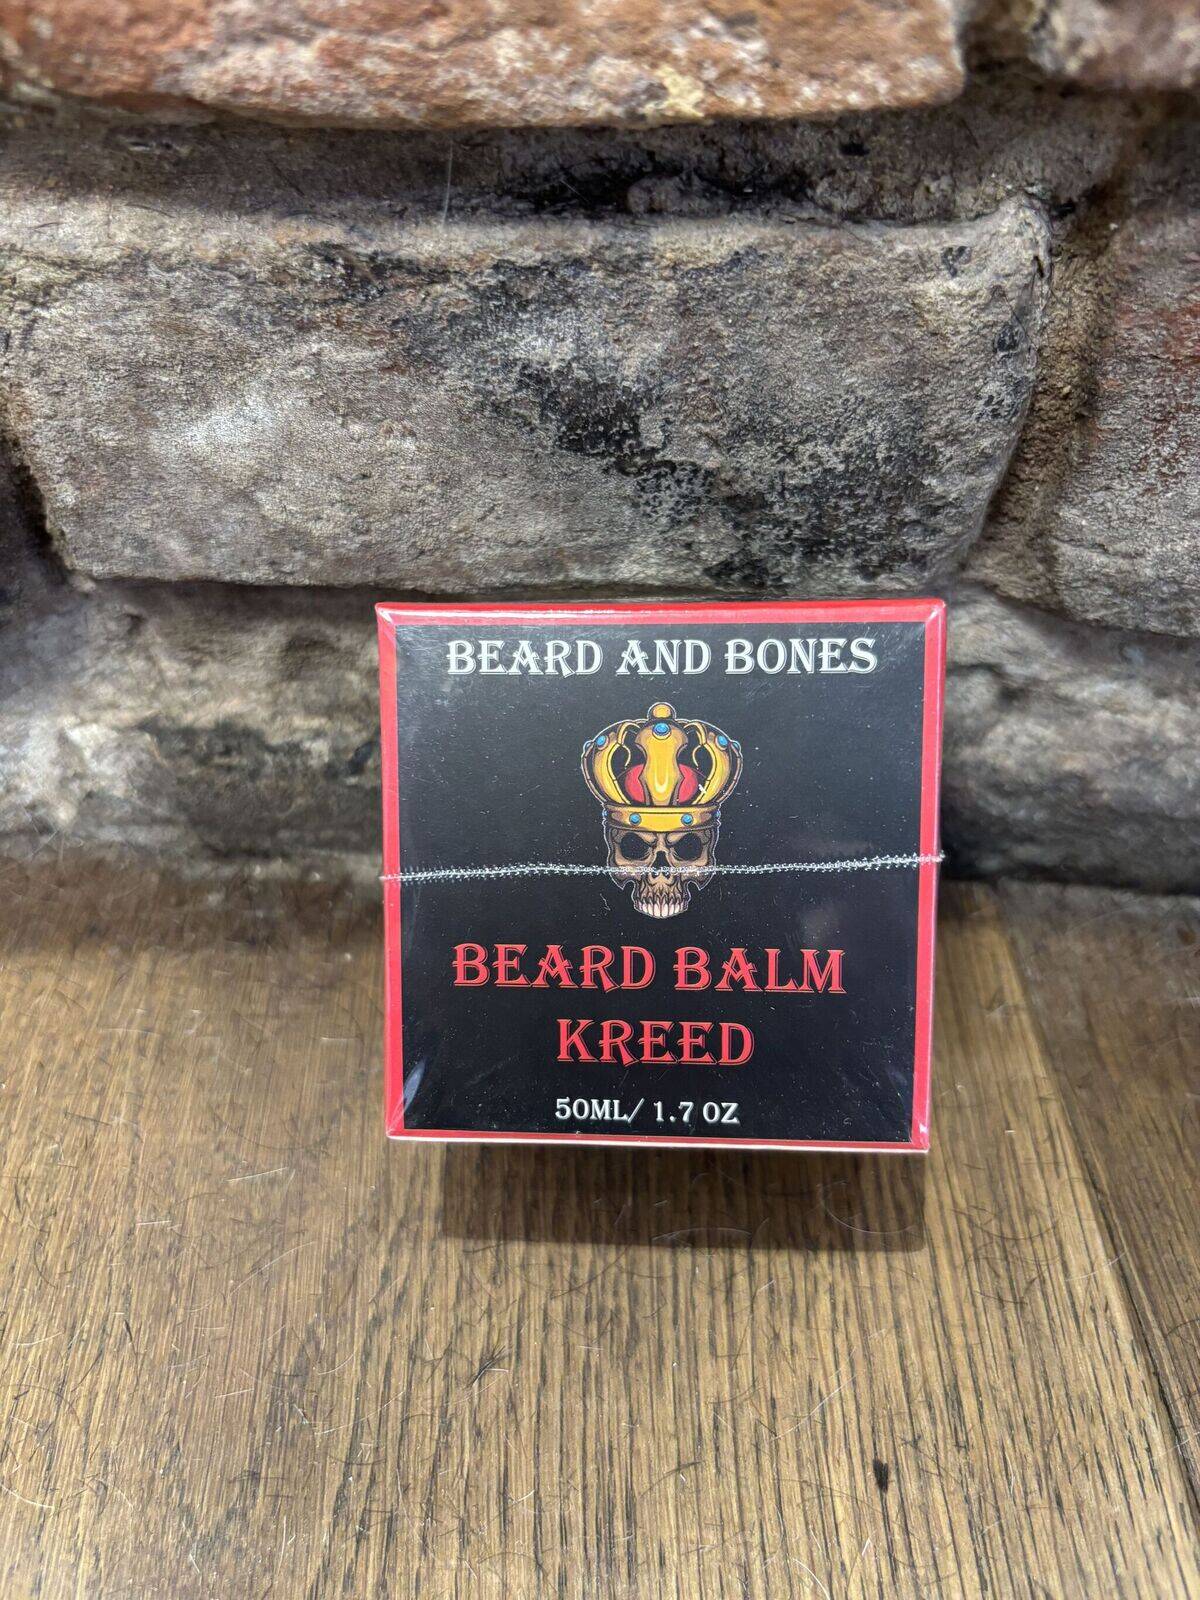 BEARD AND BONES
BEARD BALM
KREED
50ML/ 1.7 OZ